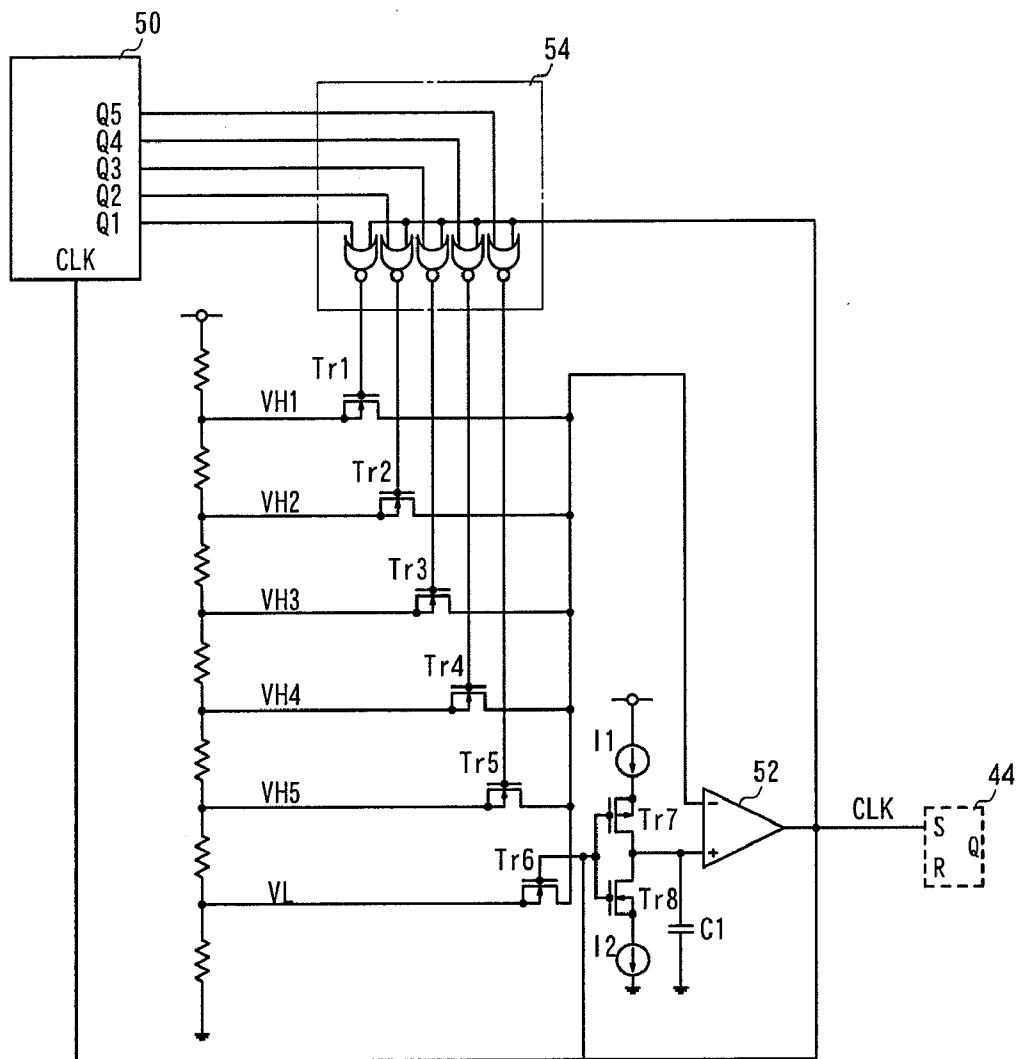 50
54
Q5
Q4
Q3
Q2
Q1
CLK
Tr1
VH1
Tr2
VH2
Tr3
VH3
Tr4
VH4
I1
Tr5
52
44
VH5
Tr7
CLK
S
Q
R
-
+
Tr6
VL
Tr8
C1
I2